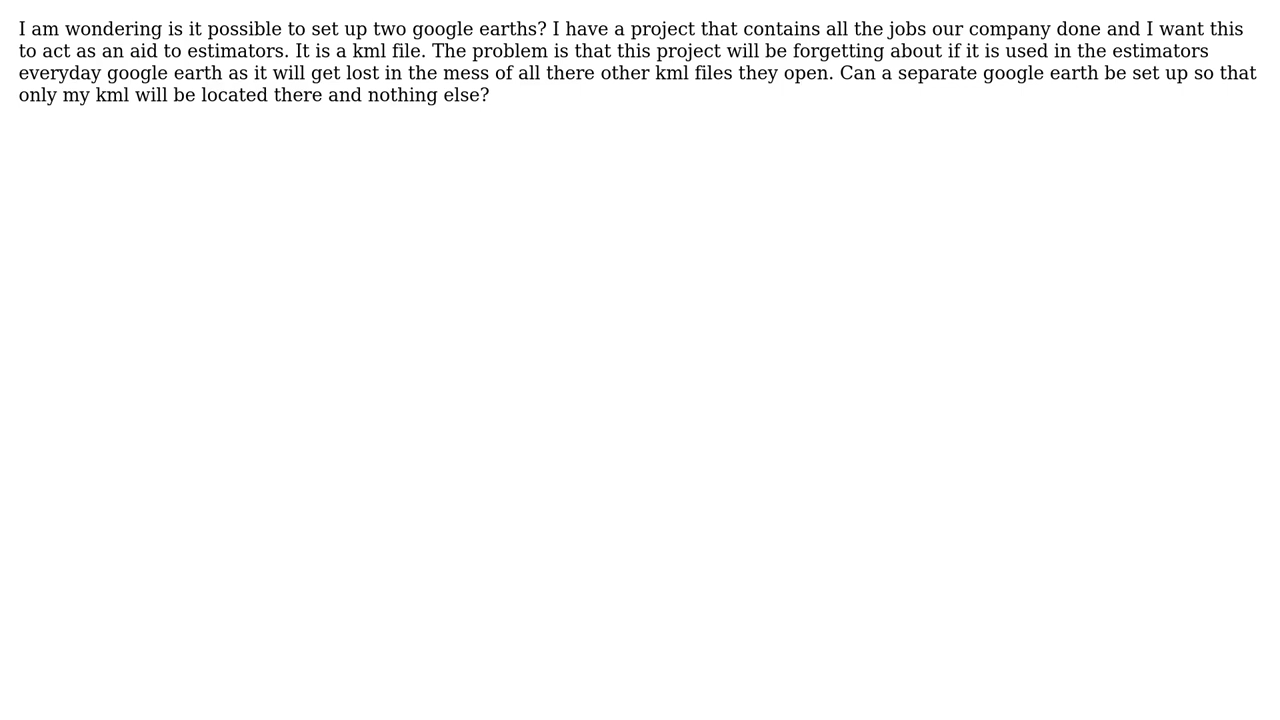 I am wondering is it possible to set up two google earths? I have a project that contains all the jobs our company done and I want this
to act as an aid to estimators. It is a kml file. The problem is that this project will be forgetting about if it is used in the estimators
everyday google earth as it will get lost in the mess of all there other kml files they open. Can a separate google earth be set up so that
only my kml will be located there and nothing else?